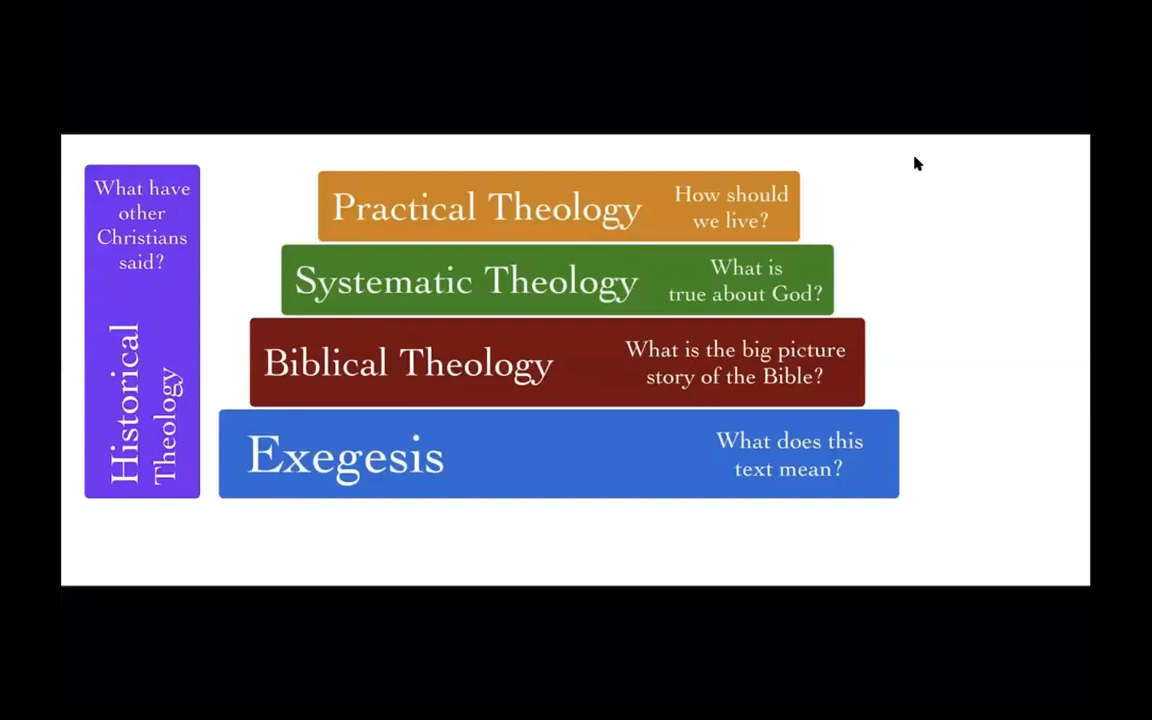 What have
other
Christians
said?
Historical
Theology
Practical Theology
How should
we live?
Systematic Theology
What is
true about God?
Biblical Theology
What is the big picture
story of the Bible?
Exegesis
What does this
text mean?